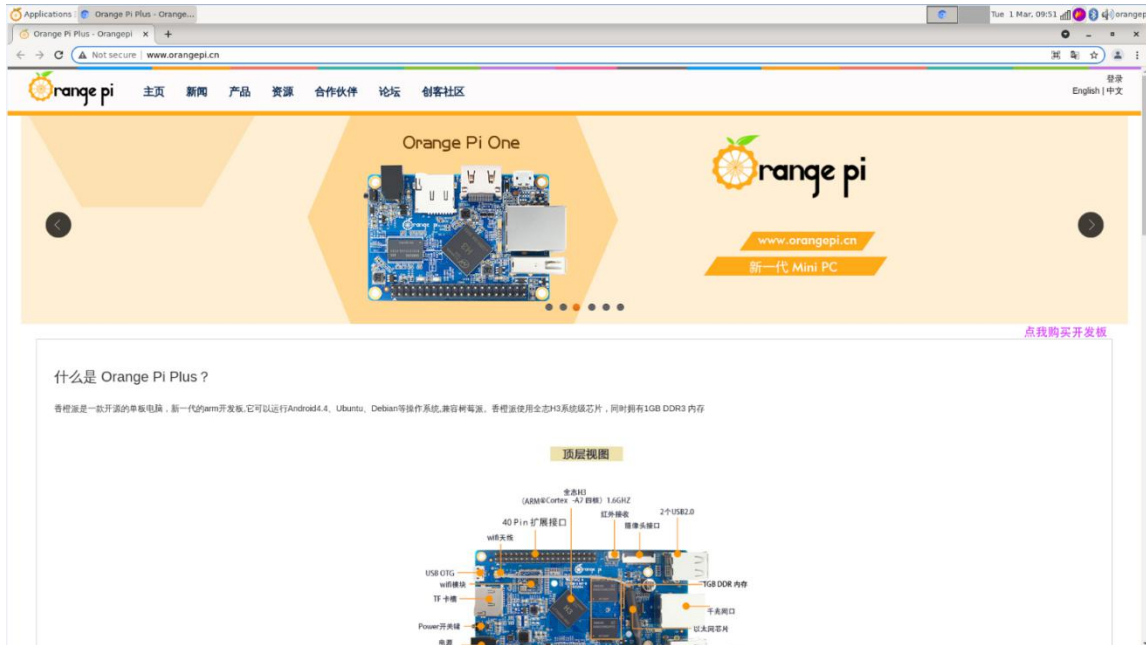 Applications
Orange Pi Plus - Orange...
Tue 1 Mar, 09:51
orangep
Orange Pi Plus - Orangepi
Not secure
www.orangepi.cn
range pi
主页
新闻
产品
资源
合作伙伴
论坛
创客社区
登录
English | 中文
Orange Pi One
range pi
H3
www.orangepi.cn
新一代 Mini PC
点我购买开发板
什么是 Orange Pi Plus？
香橙派是一款开源的单板电脑，新一代的arm开发板,它可以运行Android4.4、Ubuntu、Debian等操作系统,兼容树莓派。香橙派使用全志H3系统级芯片，同时拥有1GB DDR3 内存
顶层视图
全志H3
(ARM®Cortex -A7 四核）1.6GHZ
40 Pin 扩展接口
红外接收
2个USB2.0
摄像头接口
wifi天线
USB OTG
wifi模块
1GB DDR 内存
TF 卡槽
千兆网口
H3
Power开关键
以太网芯片
电源